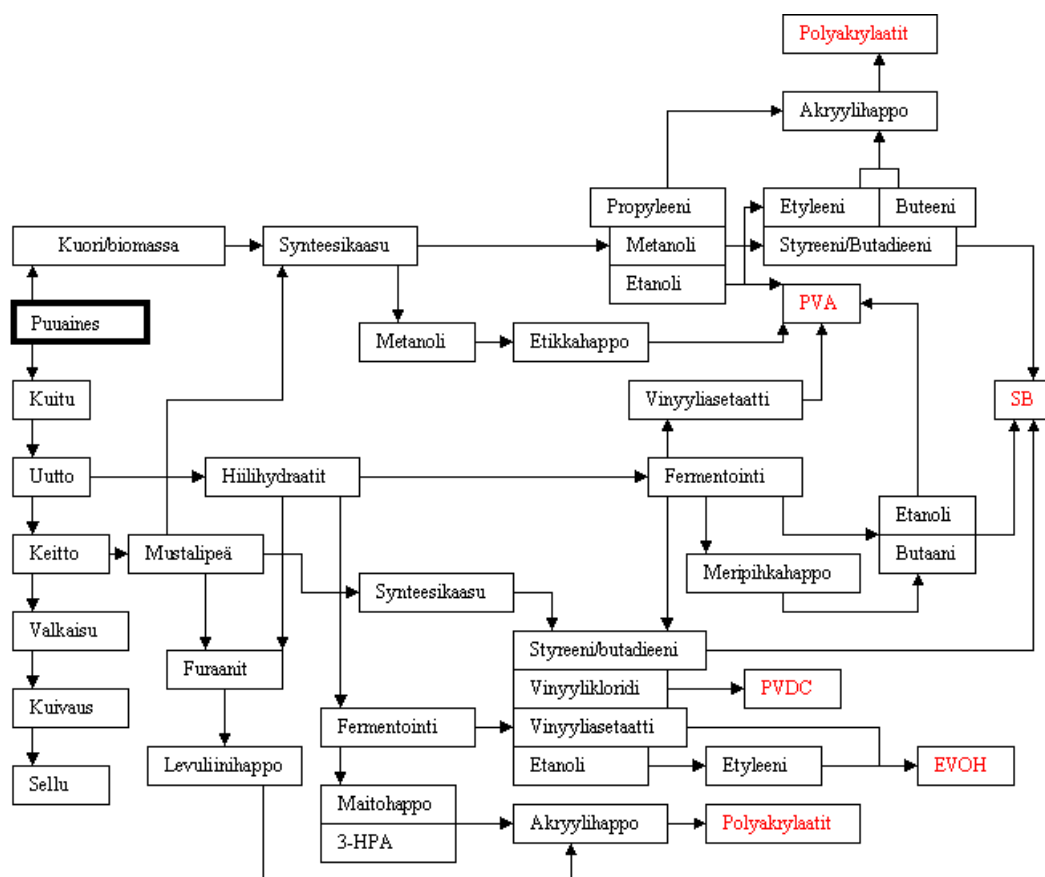 Polyakrylaatit
Akryylihappo
Propyleeni
Etyleeni
Buteeni
Kuori/biomassa
Synteesikaasu
Metanoli
Styreeni/Butadieeni
Etanoli
PVA
Puuaines
Metanoli
Etikkahappo
Kuitu
Vinyyliasetaatti
SB
Uutto
Hiilihydraatit
Fermentointi
Etanoli
Keitto
Mustalipeä
Butaani
Meripihkahappo
Synteesikaasu
Valkaisu
Styreeni/butadieeni
Furaanit
Vinyylikloridi
PVDC
Kuivaus
Fermentointi
Vinyyliasetaatti
Levuliinihappo
Etanoli
Etyleeni
EVOH
Sellu
Maitohappo
Akryylihappo
Polyakrylaatit
3-HPA